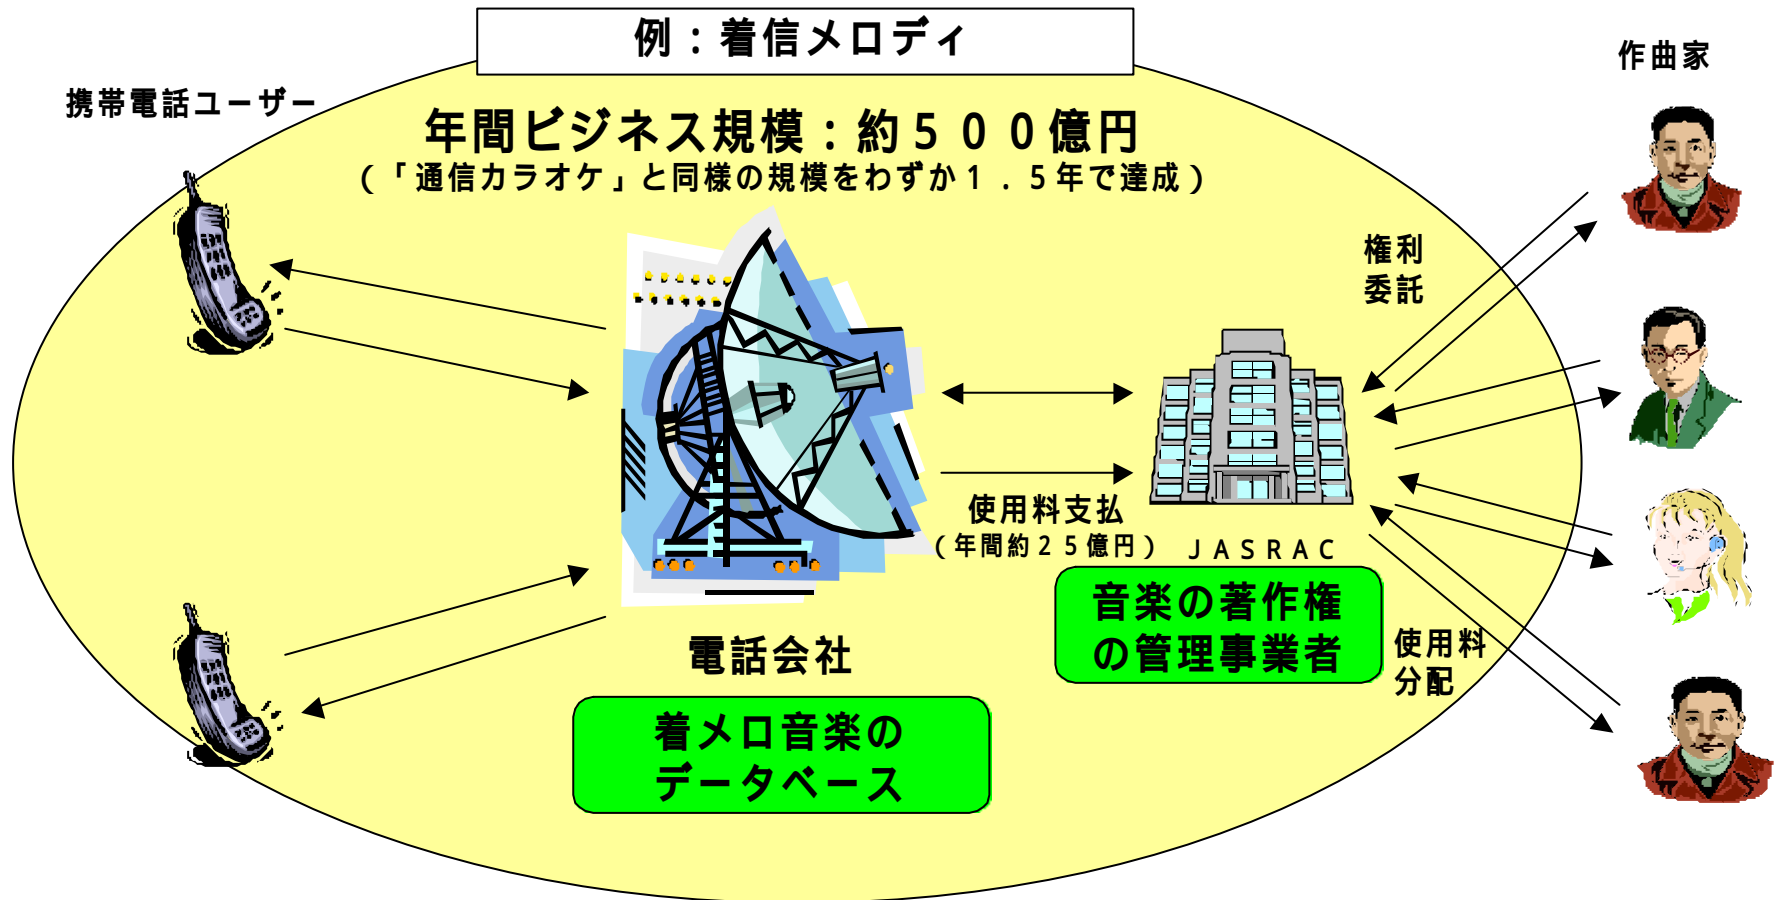 例：着信メロディ
作曲家
携帯電話ユーザー
年間ビジネス規模：約５００億円
（「通信カラオケ」と同様の規模をわずか１．５年で達成）
権利
委託
使用料支払
（年間約２５億円）
ＪＡＳＲＡＣ
音楽の著作権
の管理事業者
使用料
分配
電話会社
着メロ音楽の
データベース